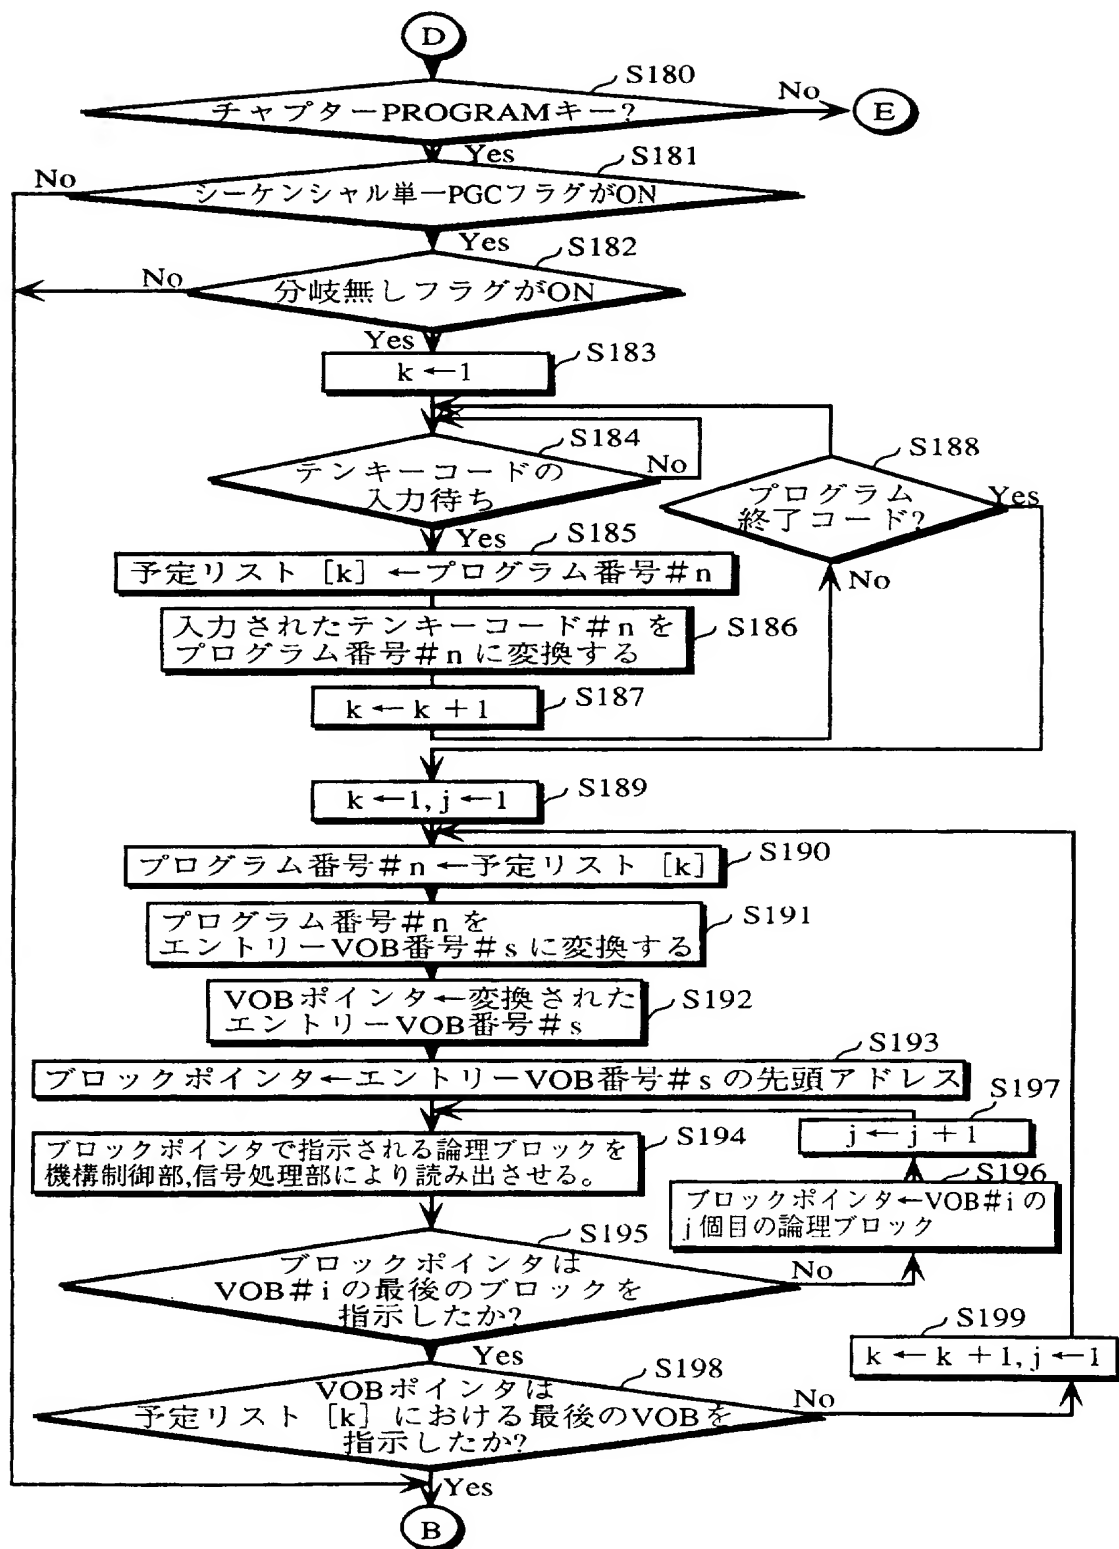 D
S180
チャプターPROGRAMキー?
No
E
Yes
S181
No
シーケンシャル単一PGCフラグがON
Yes
S182
No
分岐無しフラグがON
Yes
S183
k←1
S184
テンキーコードの
入力待ち
No
S188
プログラム
終了コード?
Yes
Yes
S185
No
予定リスト [k] ←プログラム番号#n
入力されたテンキーコード#nを
プログラム番号#nに変換する
S186
k←k+1
S187
k←1,j←1
S189
プログラム番号#n←予定リスト [k]
S190
プログラム番号#nを
エントリーVOB番号#sに変換する
S191
VOBポインタ←変換された
エントリーVOB番号#s
S192
S193
ブロックポインタ←エントリーVOB番号#sの先頭アドレス
S197
j←j+1
ブロックポインタで指示される論理ブロックを
機構制御部,信号処理部により読み出させる。
S194
S196
ブロックポインタ←VOB#iの
j個目の論理ブロック
S195
ブロックポインタは
VOB#iの最後のブロックを
指示したか?
No
Yes
S199
k←k+1,j←1
S198
VOBポインタは
予定リスト [k] における最後のVOBを
指示したか?
No
Yes
B